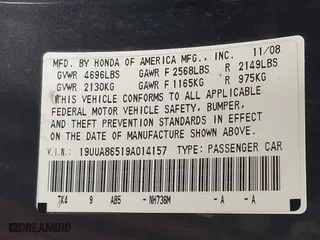 MFD. BY HONDA OF AMERICA MFG., INC. 11/08
GVWR 4696LBS GAWR F 2568LBS R 2149LBS
GVWR 2130KG GAWR F 1165KG R 975KG
THIS VEHICLE CONFORMS TO ALL APPLICABLE
FEDERAL MOTOR VEHICLE SAFETY, BUMPER,
AND THEFT PREVENTION STANDARDS IN EFFECT
ON THE DATE OF MANUFACTURE SHOWN ABOVE.
V.I.N. 19UUA86519A014157 TYPE: PASSENGER CAR
TK4 9 AB5 - NH736M - A - A
DREAMBID